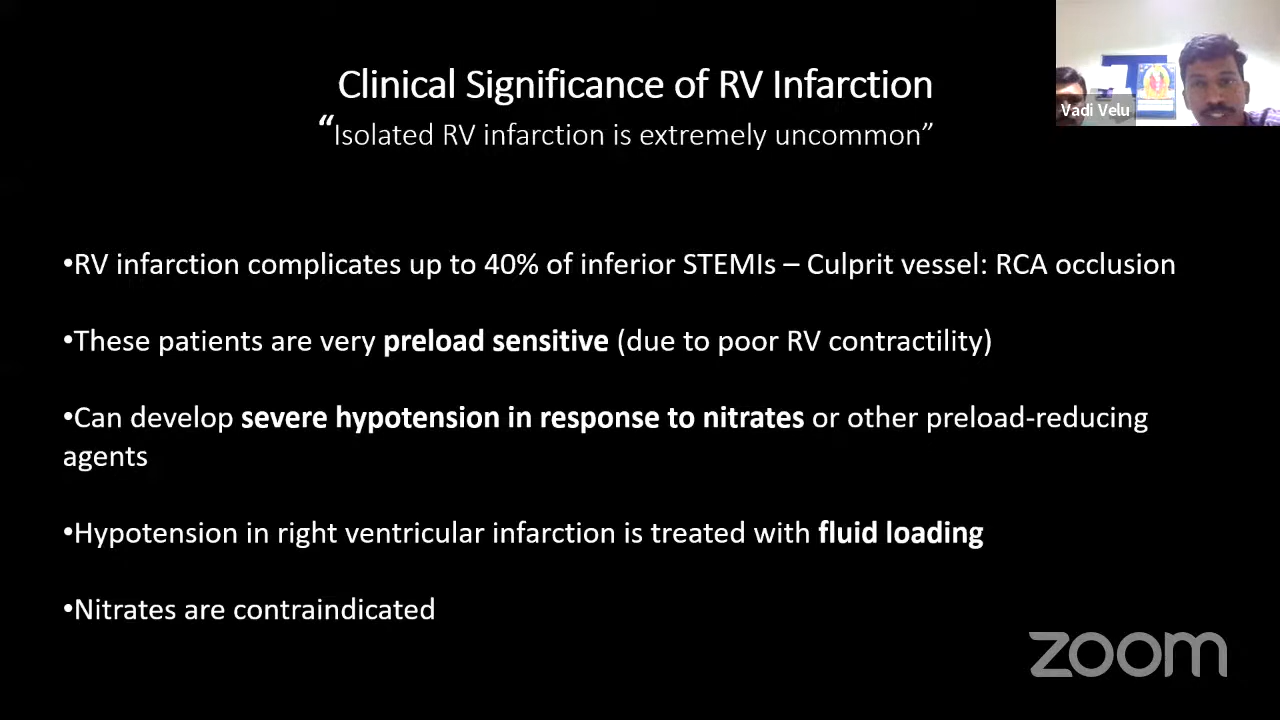 Clinical Significance of RV Infarction
“Isolated RV infarction is extremely uncommon”
Vadi Velu
•RV infarction complicates up to 40% of inferior STEMIs – Culprit vessel: RCA occlusion
•These patients are very preload sensitive (due to poor RV contractility)
•Can develop severe hypotension in response to nitrates or other preload-reducing
agents
•Hypotension in right ventricular infarction is treated with fluid loading
•Nitrates are contraindicated
zoom